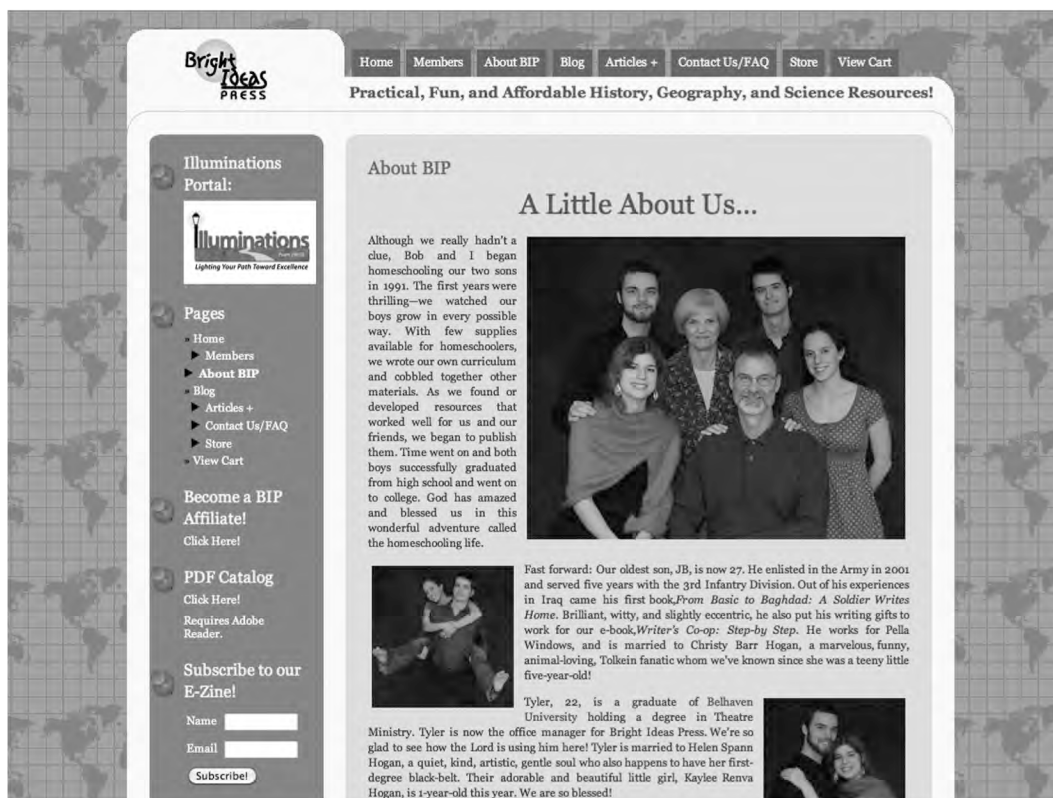 Bright
Ideas
PRESS
Home Members About BIP Blog Articles + Contact Us/FAQ Store View Cart
Practical, Fun, and Affordable History, Geography, and Science Resources!
Illuminations
Portal:
Illuminations
Lighting Your Path Toward Excellence
Pages
» Home
► Members
► About BIP
» Blog
► Articles +
► Contact Us/FAQ
► Store
» View Cart
Become a BIP
Affiliate!
Click Here!
PDF Catalog
Click Here!
Requires Adobe
Reader.
Subscribe to our
E-Zine!
Name
Email
Subscribe!
About BIP
A Little About Us...
Although we really hadn't a
clue, Bob and I began
homeschooling our two sons
in 1991. The first years were
thrilling—we watched our
boys grow in every possible
way. With few supplies
available for homeschoolers,
we wrote our own curriculum
and cobbled together other
materials. As we found or
developed resources that
worked well for us and our
friends, we began to publish
them. Time went on and both
boys successfully graduated
from high school and went on
to college. God has amazed
and blessed us in this
wonderful adventure called
the homeschooling life.
Fast forward: Our oldest son, JB, is now 27. He enlisted in the Army in 2001
and served five years with the 3rd Infantry Division. Out of his experiences
in Iraq came his first book,From Basic to Baghdad: A Soldier Writes
Home. Brilliant, witty, and slightly eccentric, he also put his writing gifts to
work for our e-book,Writer's Co-op: Step-by Step. He works for Pella
Windows, and is married to Christy Barr Hogan, a marvelous, funny,
animal-loving, Tolkein fanatic whom we've known since she was a teeny little
five-year-old!
Tyler, 22, is a graduate of Belhaven
University holding a degree in Theatre
Ministry. Tyler is now the office manager for Bright Ideas Press. We're so
glad to see how the Lord is using him here! Tyler is married to Helen Spann
Hogan, a quiet, kind, artistic, gentle soul who also happens to have her first-
degree black-belt. Their adorable and beautiful little girl, Kaylee Renva
Hogan, is 1-year-old this year. We are so blessed!